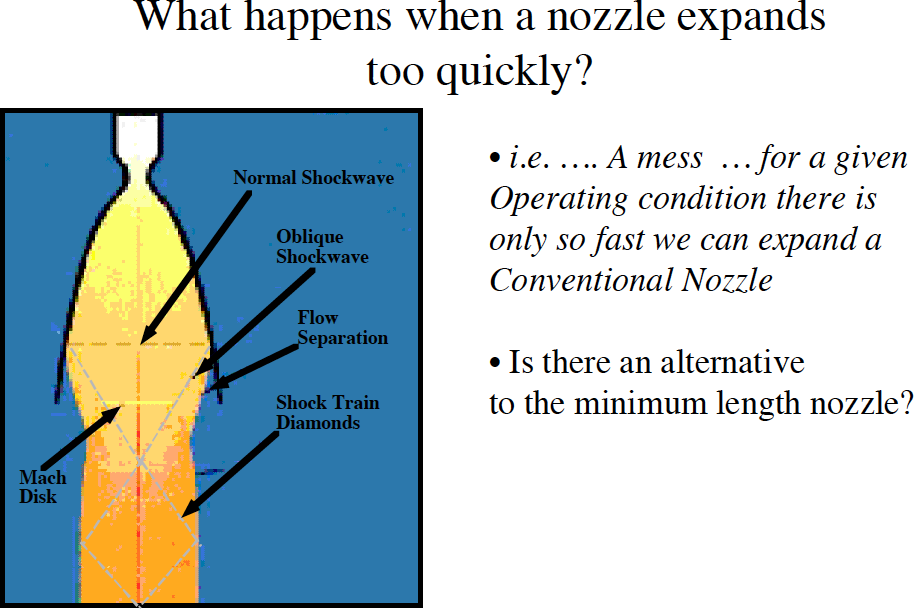 What happens when a nozzle expands
too quickly?
Normal Shockwave
Oblique
Shockwave
Flow
Separation
Shock Train
Diamonds
Mach
Disk
• i.e. …. A mess … for a given
Operating condition there is
only so fast we can expand a
Conventional Nozzle
• Is there an alternative
to the minimum length nozzle?